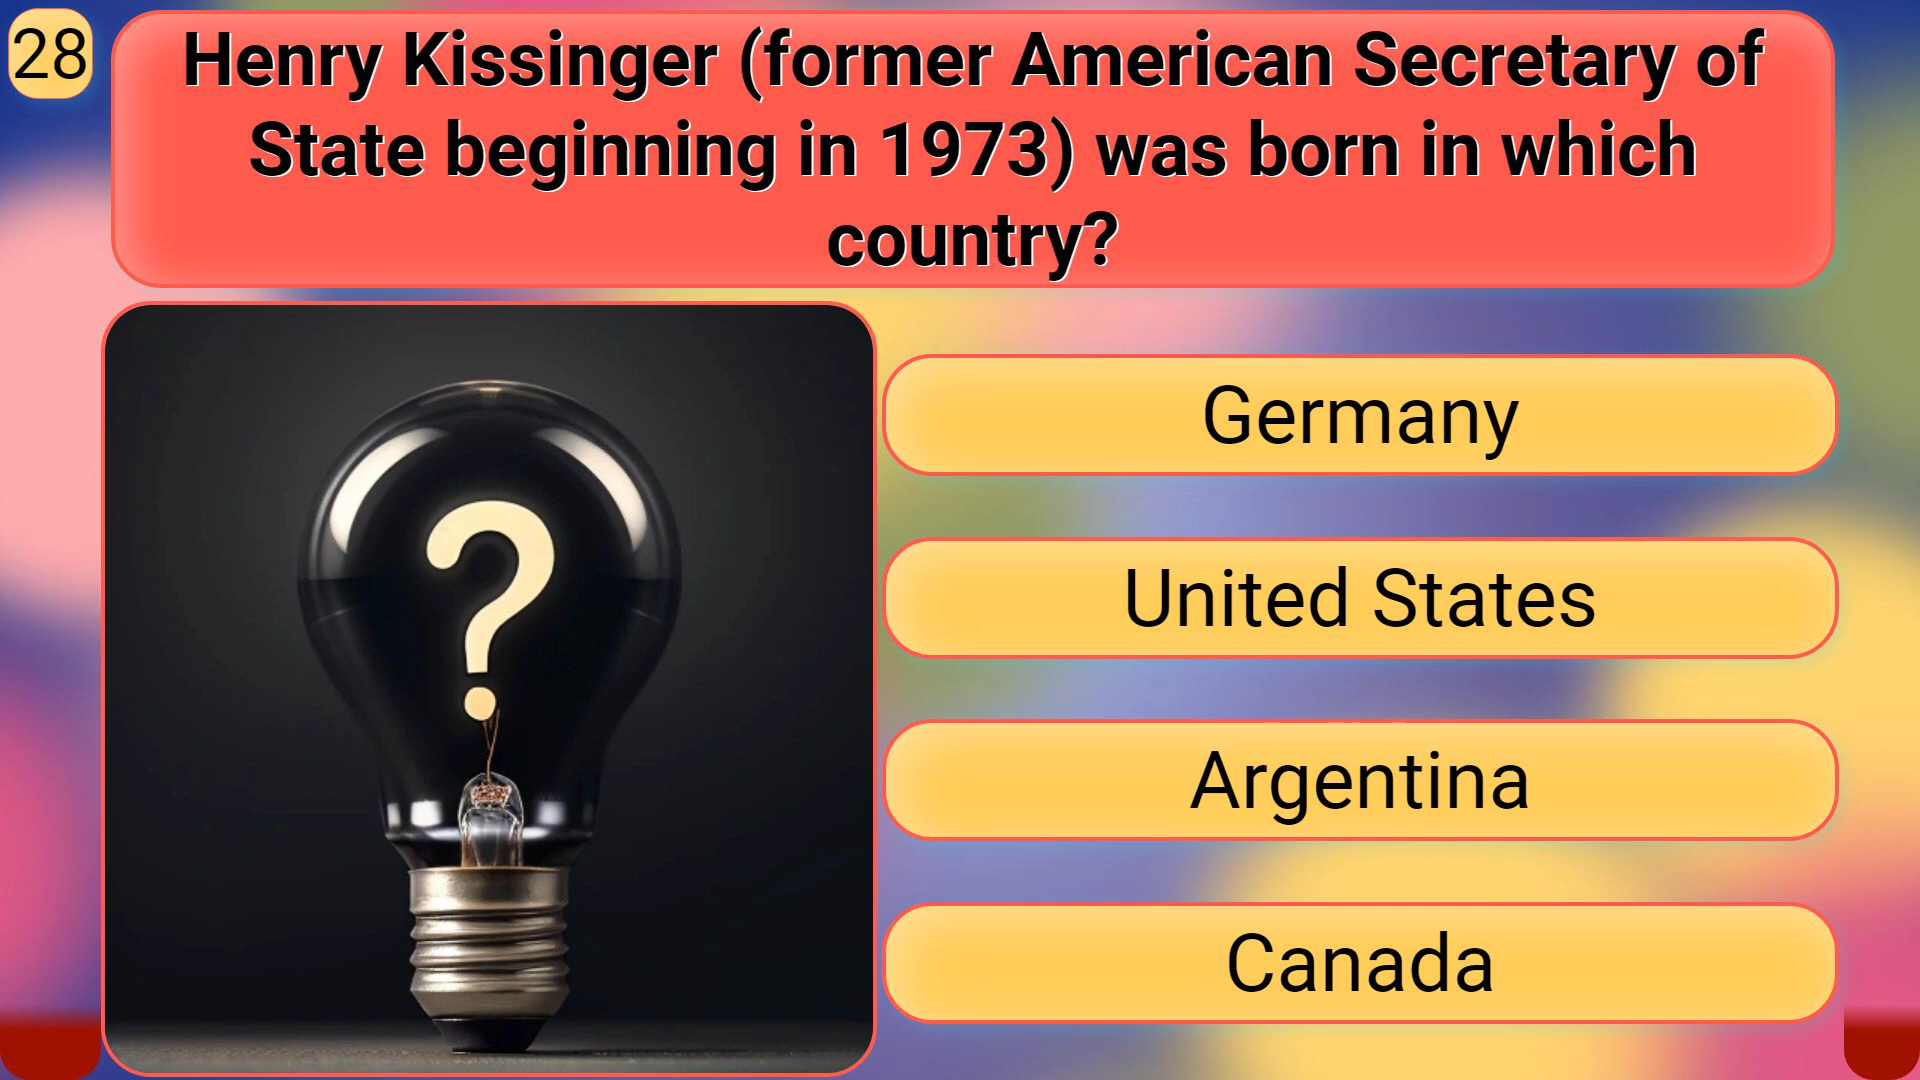 28
Henry Kissinger (former American Secretary of
State beginning in 1973) was born in which
country?
?
Germany
United States
Argentina
Canada